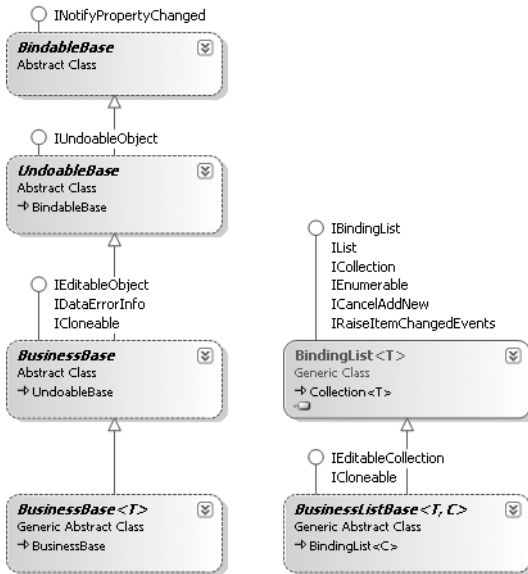 INotifyPropertyChanged
BindableBase
Abstract Class
IUndoableObject
UndoableBase
Abstract Class
BindableBase
IEditableObject
IDataErrorInfo
ICloneable
BusinessBase
Abstract Class
UndoableBase
BusinessBase<T>
Generic Abstract Class
BusinessBase
IBindingList
IList
ICollection
IEnumerable
ICancelAddNew
IRaiseItemChangedEvents
BindingList<T>
Generic Class
Collection<T>
IEditableCollection
ICloneable
BusinessListBase<T, C>
Generic Abstract Class
BindingList<C>